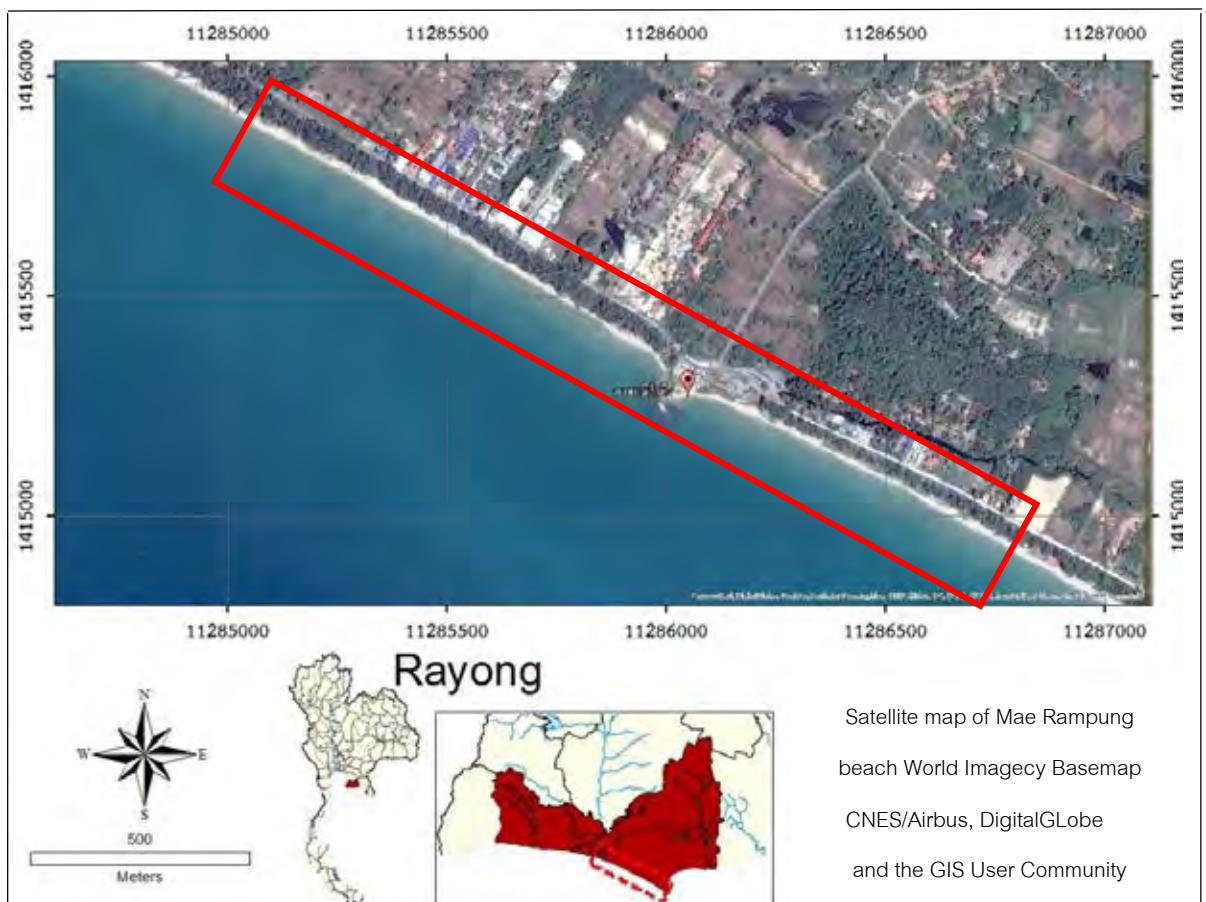 11285000 11285500 11286000 11286500 11287000
1416000
1416000
1415500
1415500
1415000
1415000
11285000 11285500 11286000 11286500 11287000
Rayong
N
W E
S
500
Meters
Satellite map of Mae Rampung
beach World Imagecy Basemap
CNES/Airbus, DigitalGLobe
and the GIS User Community